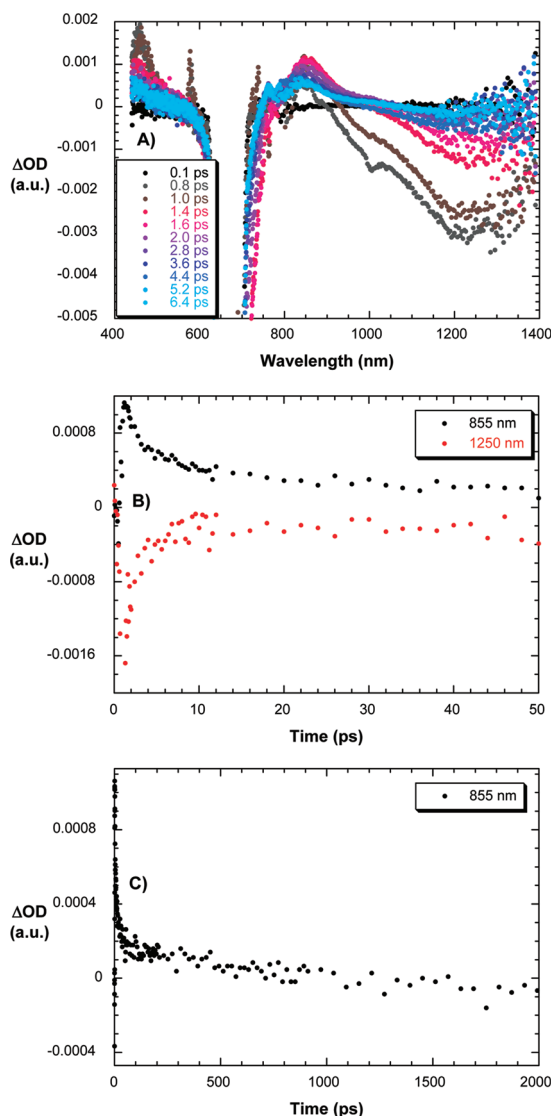 0.002
0.001
0
-0.001
-0.002
-0.003
-0.004
-0.005
ΔOD
(a.u.)
A)
0.1 ps
0.8 ps
1.0 ps
1.4 ps
1.6 ps
2.0 ps
2.8 ps
3.6 ps
4.4 ps
5.2 ps
6.4 ps
400 600 800 1000 1200 1400
Wavelength (nm)
0.0008
0
-0.0008
-0.0016
ΔOD
(a.u.)
B)
855 nm
1250 nm
0 10 20 30 40 50
Time (ps)
0.0008
0.0004
0
-0.0004
ΔOD
(a.u.)
C)
855 nm
0 500 1000 1500 2000
Time (ps)